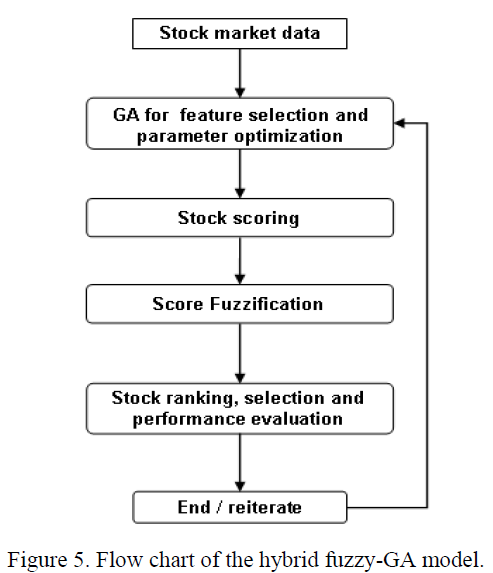 Stock market data
GA for feature selection and
parameter optimization
Stock scoring
Score Fuzzification
Stock ranking, selection and
performance evaluation
End / reiterate
Figure 5. Flow chart of the hybrid fuzzy-GA model.